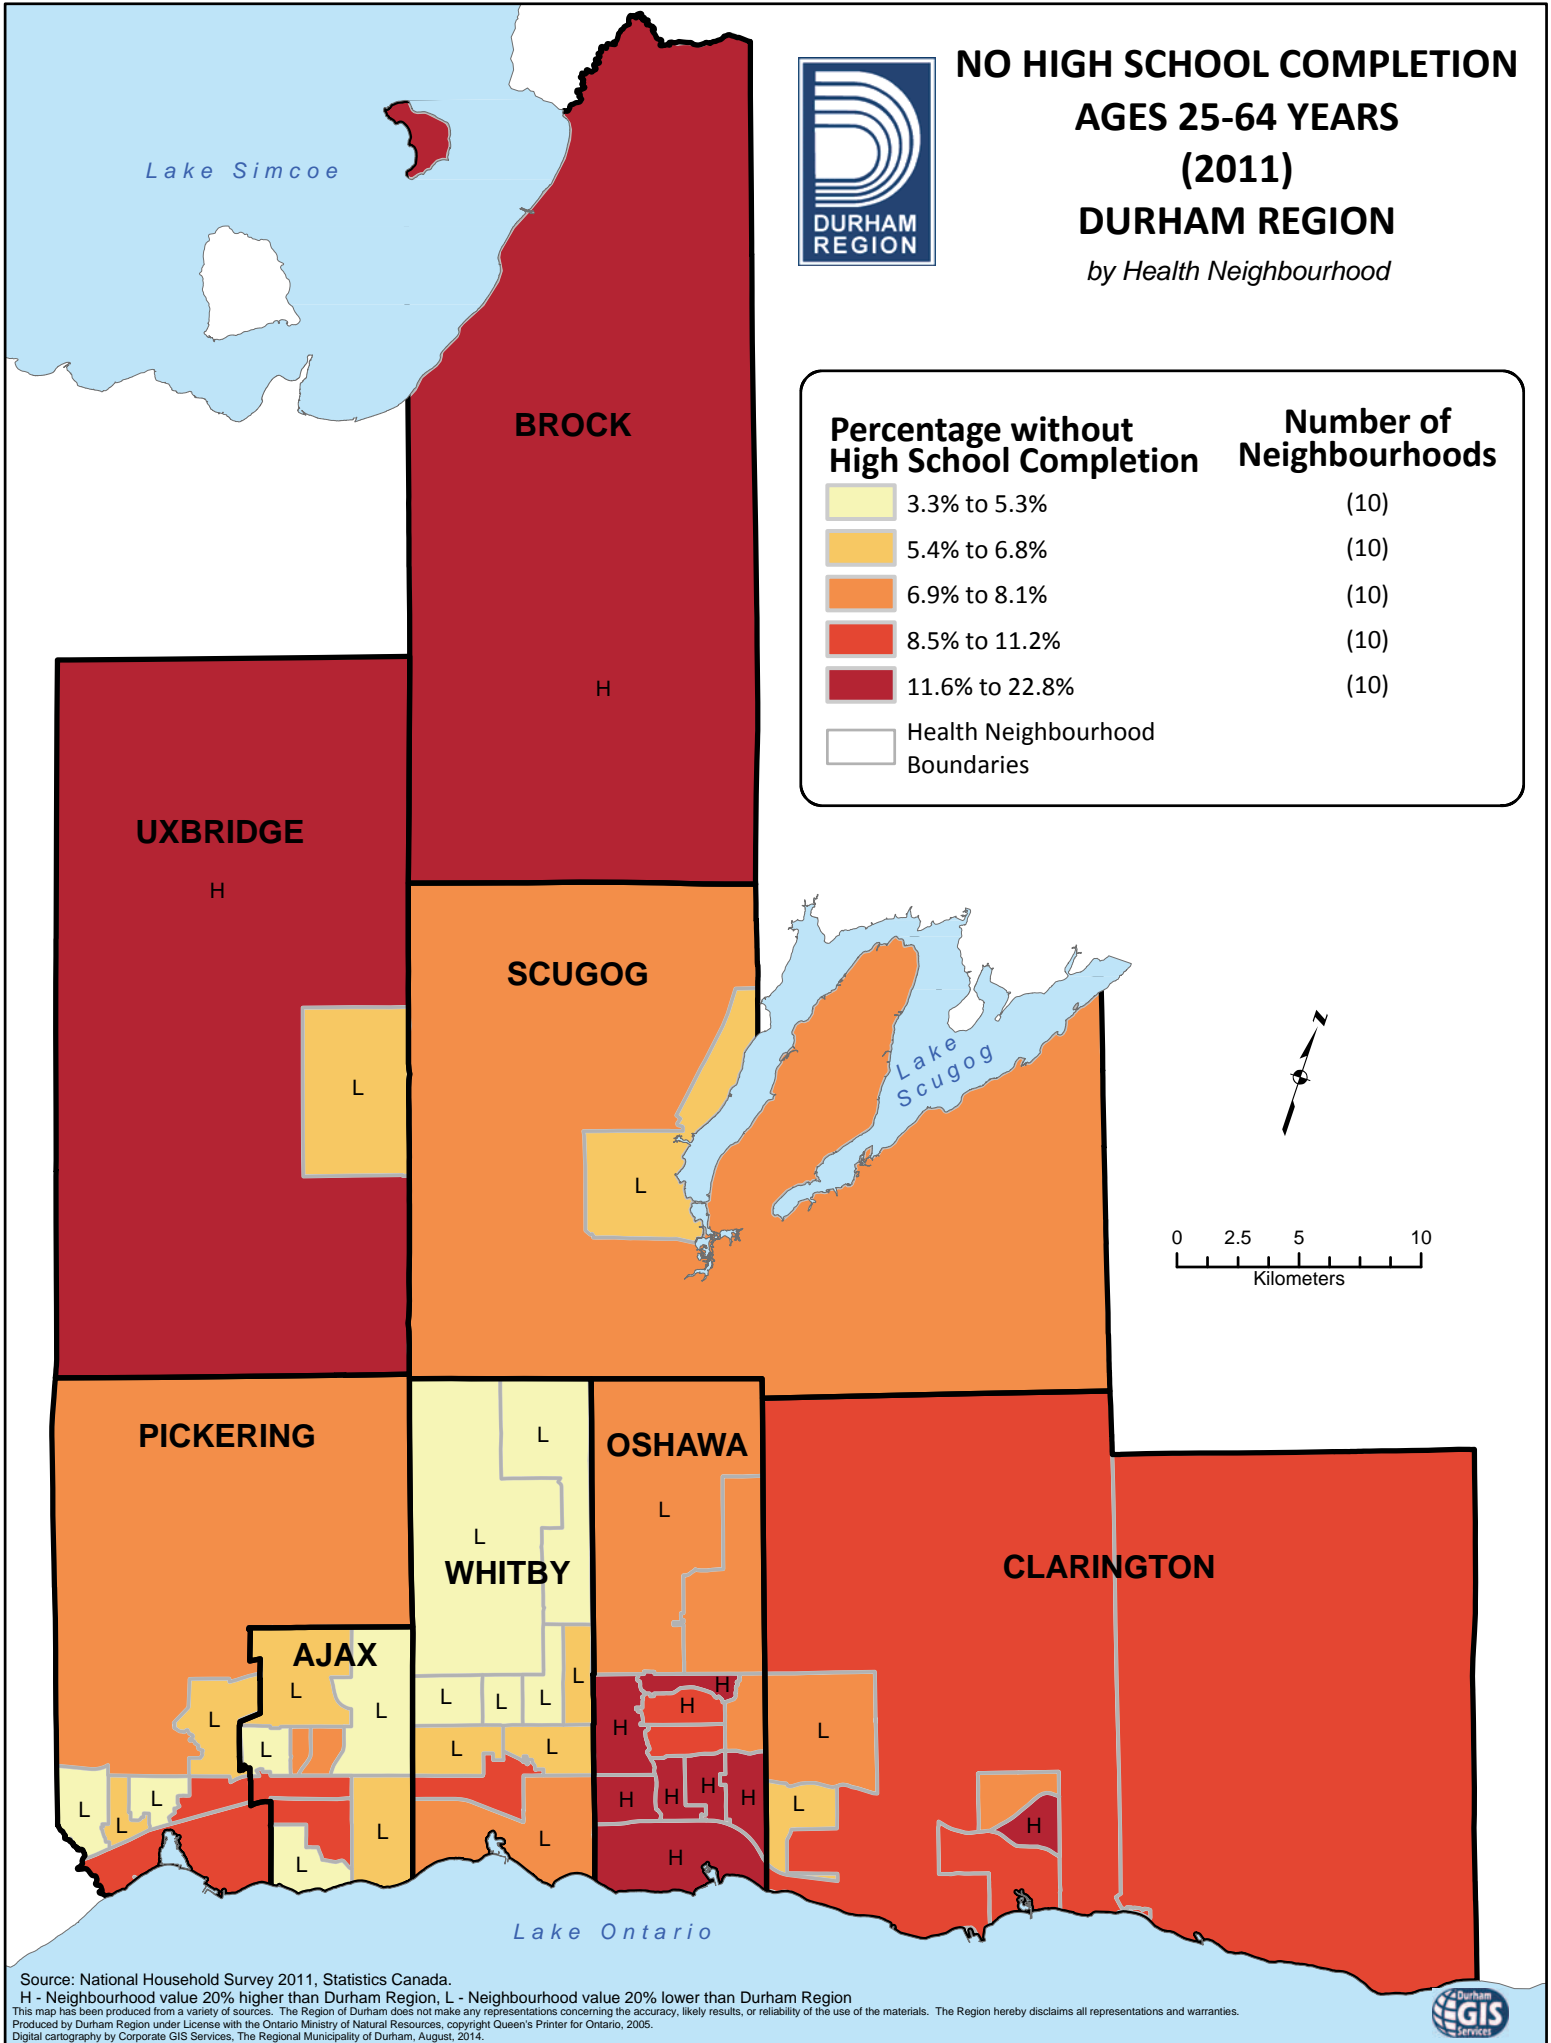 NO HIGH SCHOOL COMPLETION
AGES 25-64 YEARS
(2011)
DURHAM REGION
by Health Neighbourhood
DURHAM
REGION
Lake Simcoe
Percentage without
High School Completion
Number of
Neighbourhoods
3.3% to 5.3% (10)
5.4% to 6.8% (10)
6.9% to 8.1% (10)
8.5% to 11.2% (10)
11.6% to 22.8% (10)
Health Neighbourhood
Boundaries
BROCK
H
UXBRIDGE
H
L
SCUGOG
L
Lake
Scugog
N
0 2.5 5 10
Kilometers
PICKERING
L
L
L
L
AJAX
L
L
L
L
L
WHITBY
L
L
L
L
L
L
L
L
L
OSHAWA
L
H
H
H
H
H
H
H
H
CLARINGTON
L
L
H
Lake Ontario
Source: National Household Survey 2011, Statistics Canada.
H - Neighbourhood value 20% higher than Durham Region, L - Neighbourhood value 20% lower than Durham Region
This map has been produced from a variety of sources. The Region of Durham does not make any representations concerning the accuracy, likely results, or reliability of the use of the materials. The Region hereby disclaims all representations and warranties.
Produced by Durham Region under License with the Ontario Ministry of Natural Resources, copyright Queen's Printer for Ontario, 2005.
Digital cartography by Corporate GIS Services, The Regional Municipality of Durham, August, 2014.
Durham
GIS
Services